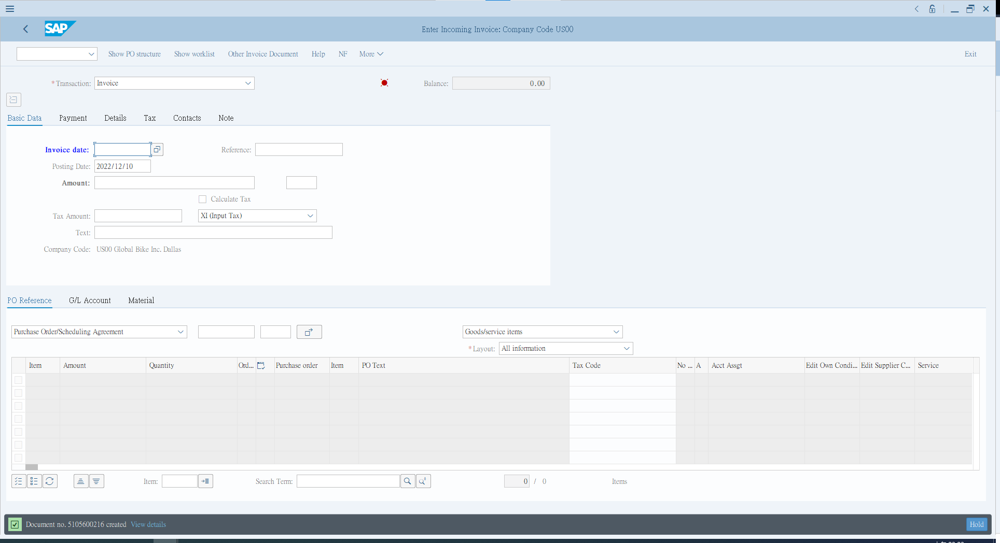 SAP
Enter Incoming Invoice: Company Code US00
Show PO structure Show worklist Other Invoice Document Help NF More Exit
* Transaction: Invoice Balance: 0.00
Basic Data Payment Details Tax Contacts Note
Invoice date: Reference:
Posting Date: 2022/12/10
Amount:
Calculate Tax
Tax Amount: XI (Input Tax)
Text:
Company Code: US00 Global Bike Inc. Dallas
PO Reference G/L Account Material
Purchase Order/Scheduling Agreement Goods/service items
* Layout: All information
Item Amount Quantity Ord... Purchase order Item PO Text Tax Code No ... A Acct Assgt Edit Own Condi... Edit Supplier C... Service
Item: Search Term: 0 / 0 Items
Document no. 5105600216 created View details Hold